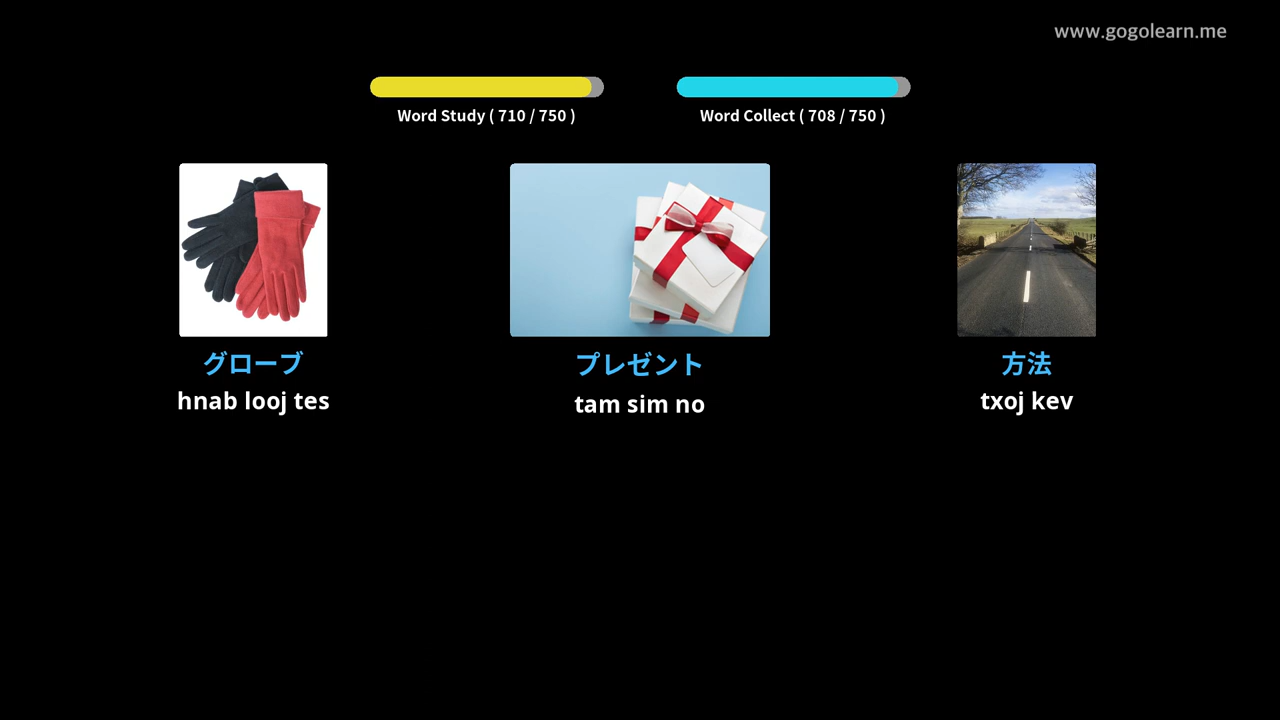 www.gogolearn.me
Word Study ( 710 / 750 )
Word Collect ( 708 / 750 )
グローブ
hnab looj tes
プレゼント
tam sim no
方法
txoj kev